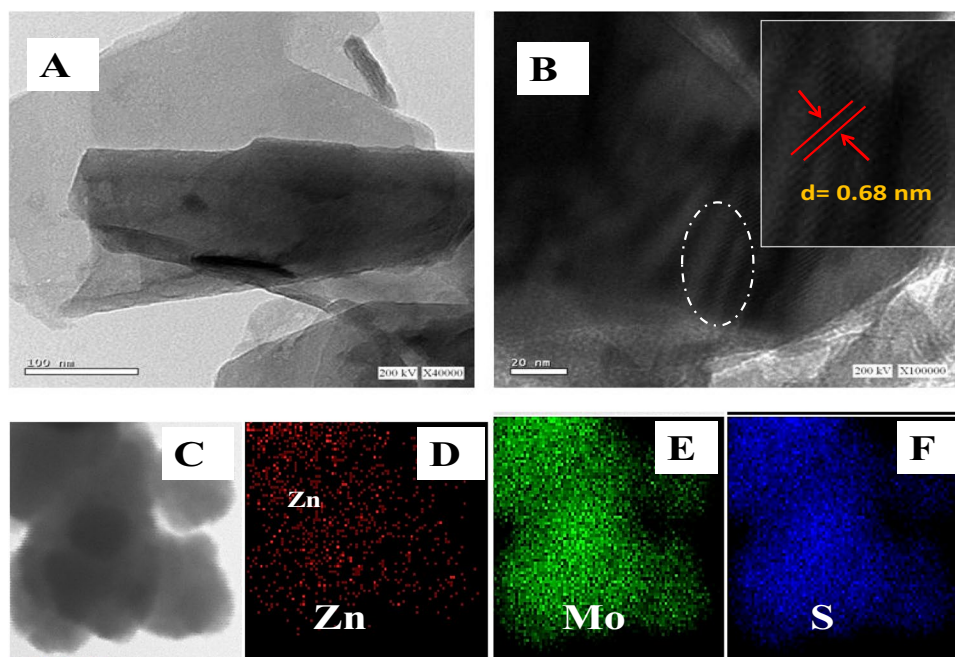 A
100 nm
200 kV X40000
B
d= 0.68 nm
20 nm
200 kV X100000
C
D
Zn
Zn
E
Mo
F
S